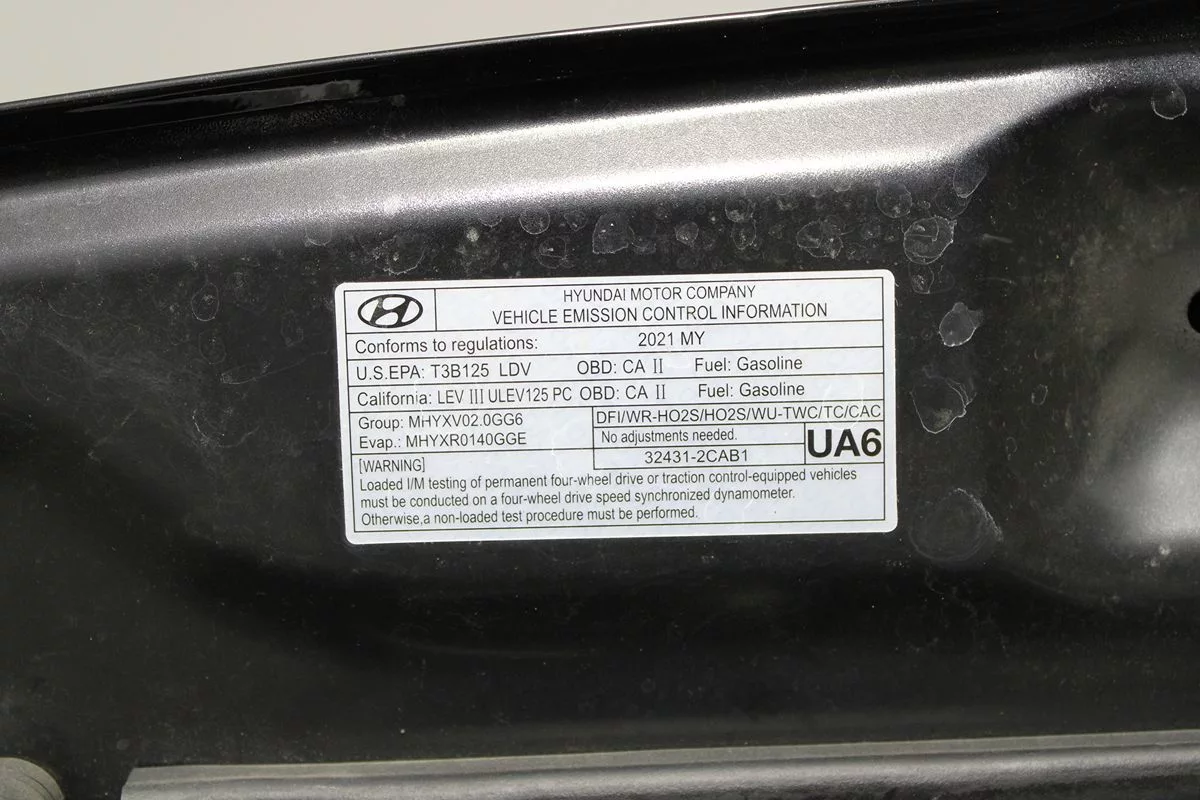 HYUNDAI MOTOR COMPANY
VEHICLE EMISSION CONTROL INFORMATION
Conforms to regulations: 2021 MY
U.S.EPA: T3B125 LDV OBD: CA II Fuel: Gasoline
California: LEV III ULEV125 PC OBD: CA II Fuel: Gasoline
Group: MHYXV02.0GG6
Evap.: MHYXR0140GGE
DFI/WR-HO2S/HO2S/WU-TWC/TC/CAC
No adjustments needed.
32431-2CAB1
UA6
[WARNING]
Loaded I/M testing of permanent four-wheel drive or traction control-equipped vehicles
must be conducted on a four-wheel drive speed synchronized dynamometer.
Otherwise,a non-loaded test procedure must be performed.